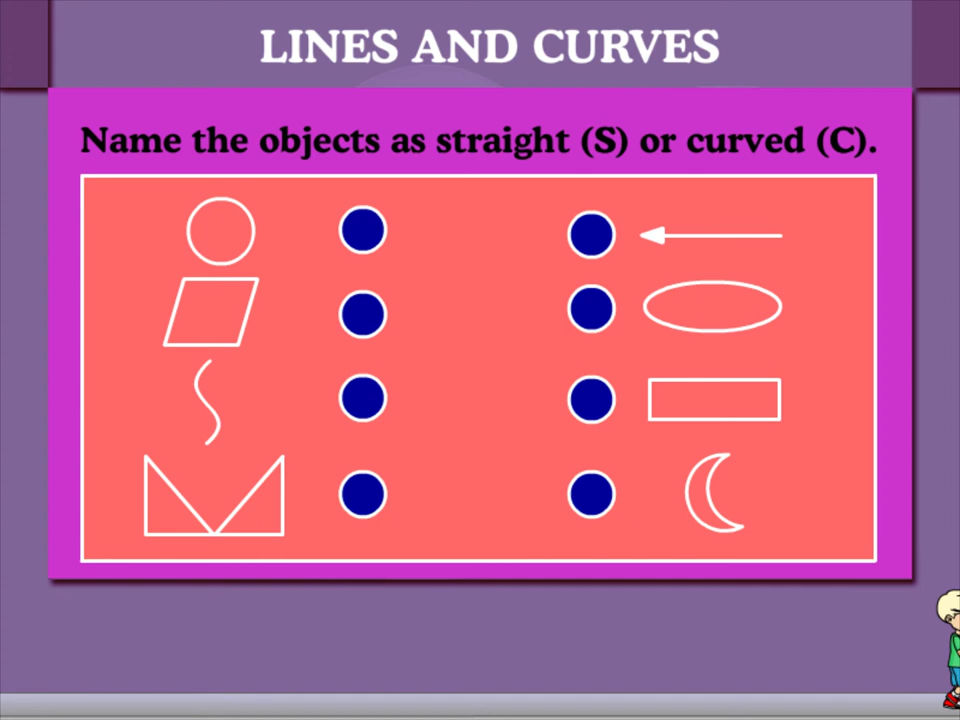 LINES AND CURVES
Name the objects as straight (S) or curved (C).